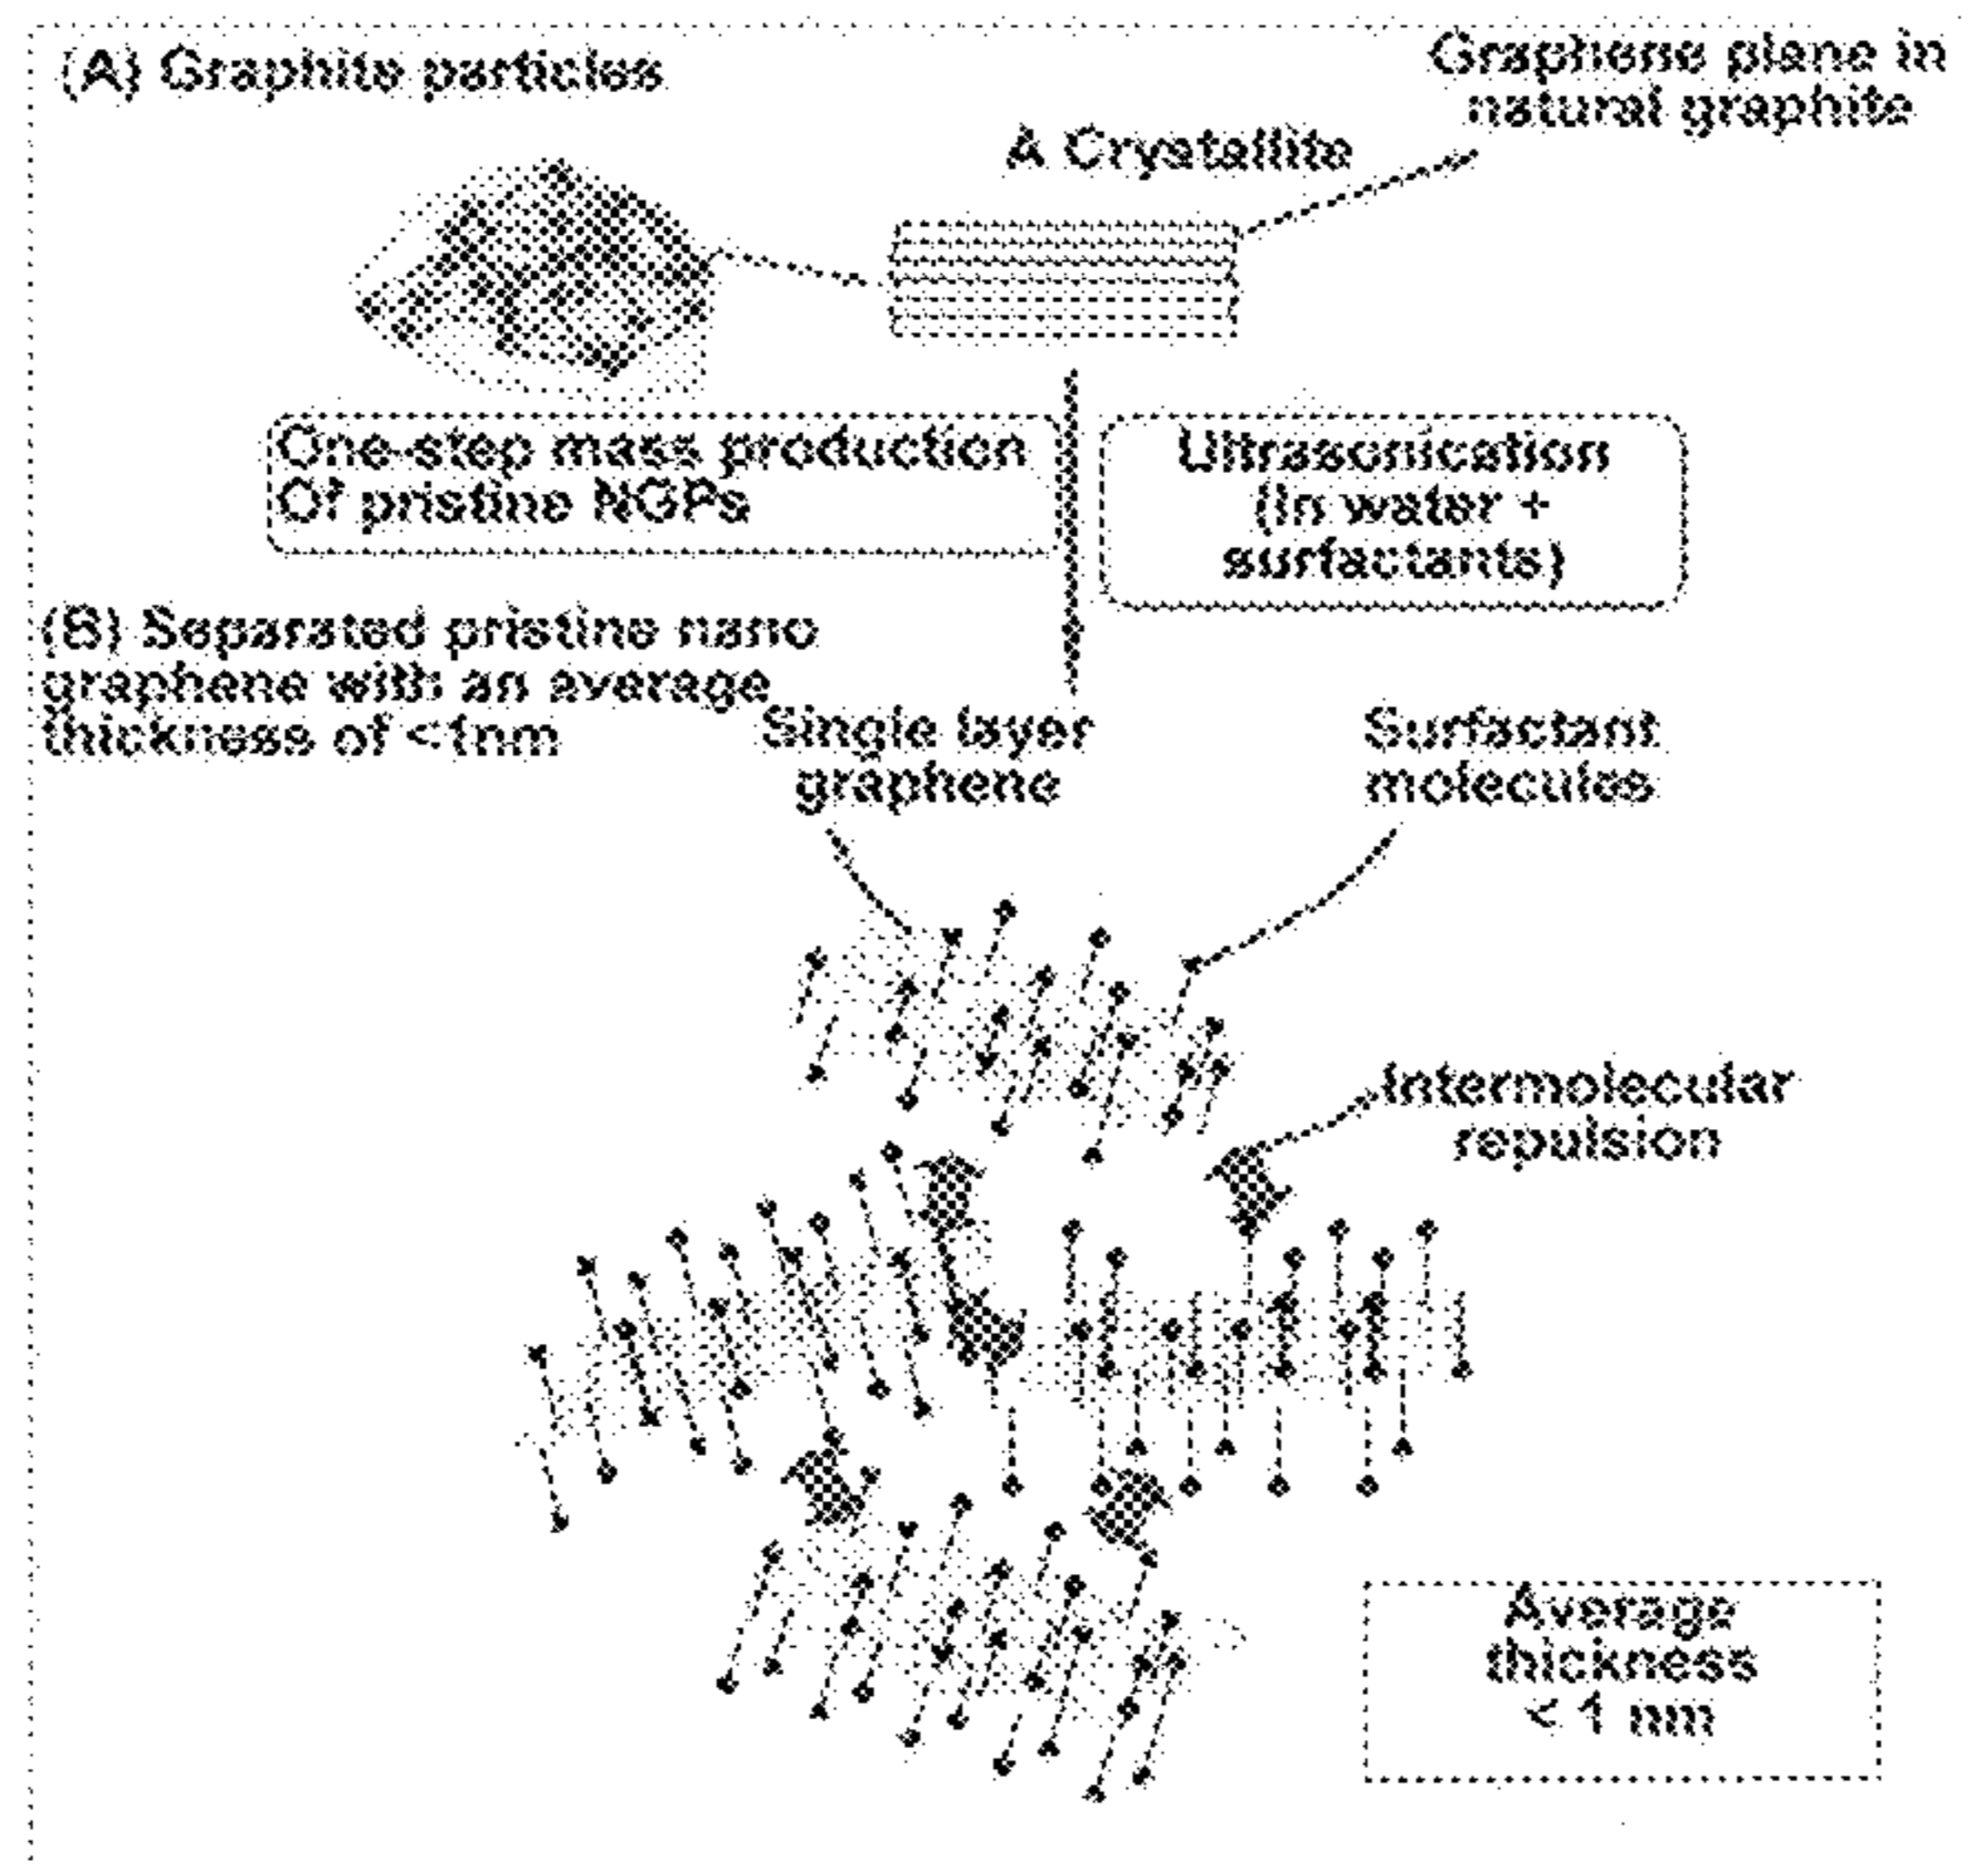 (A) Graphite particles
Graphene plane in
natural graphite
A Crystallite
One-step mass production
Of pristine NGPs
Ultrasonication
(in water +
surfactants)
(B) Separated pristine nano
graphene with an average
thickness of <1nm
Single layer
graphene
Surfactant
molecules
Intermolecular
repulsion
Average
thickness
< 1 nm